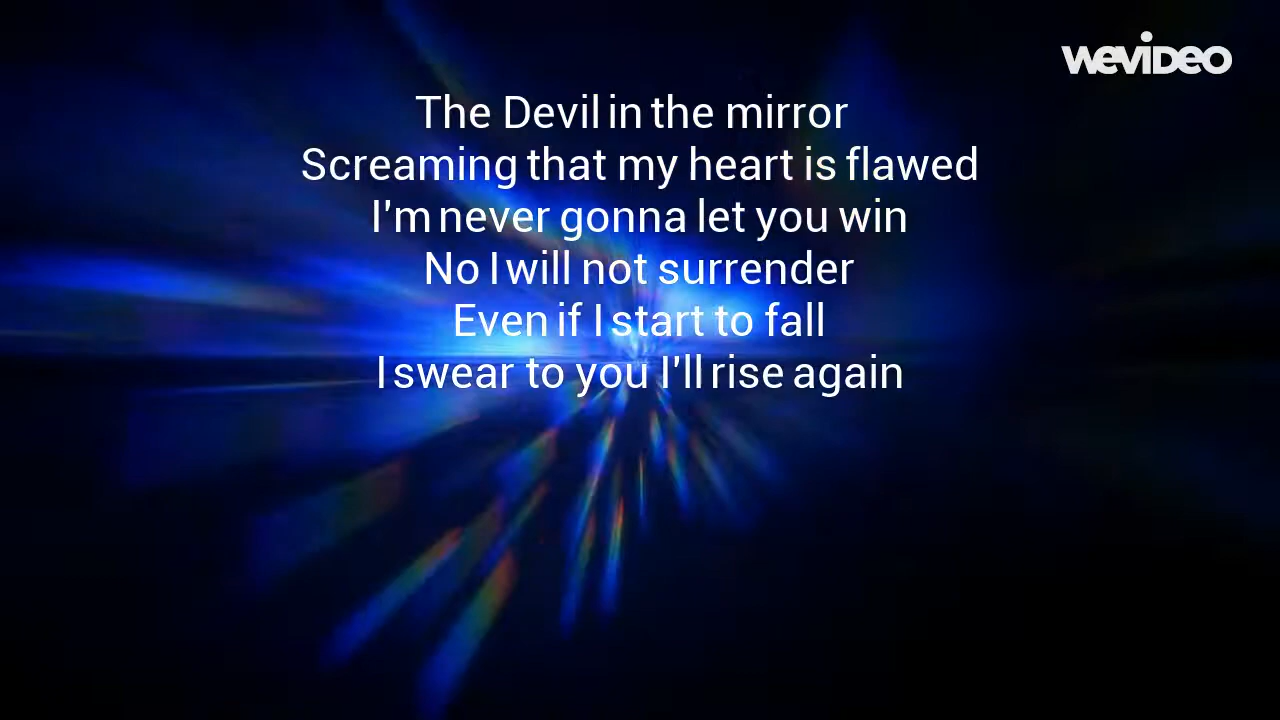 WeVideo
The Devil in the mirror
Screaming that my heart is flawed
I'm never gonna let you win
No I will not surrender
Even if I start to fall
I swear to you I'll rise again